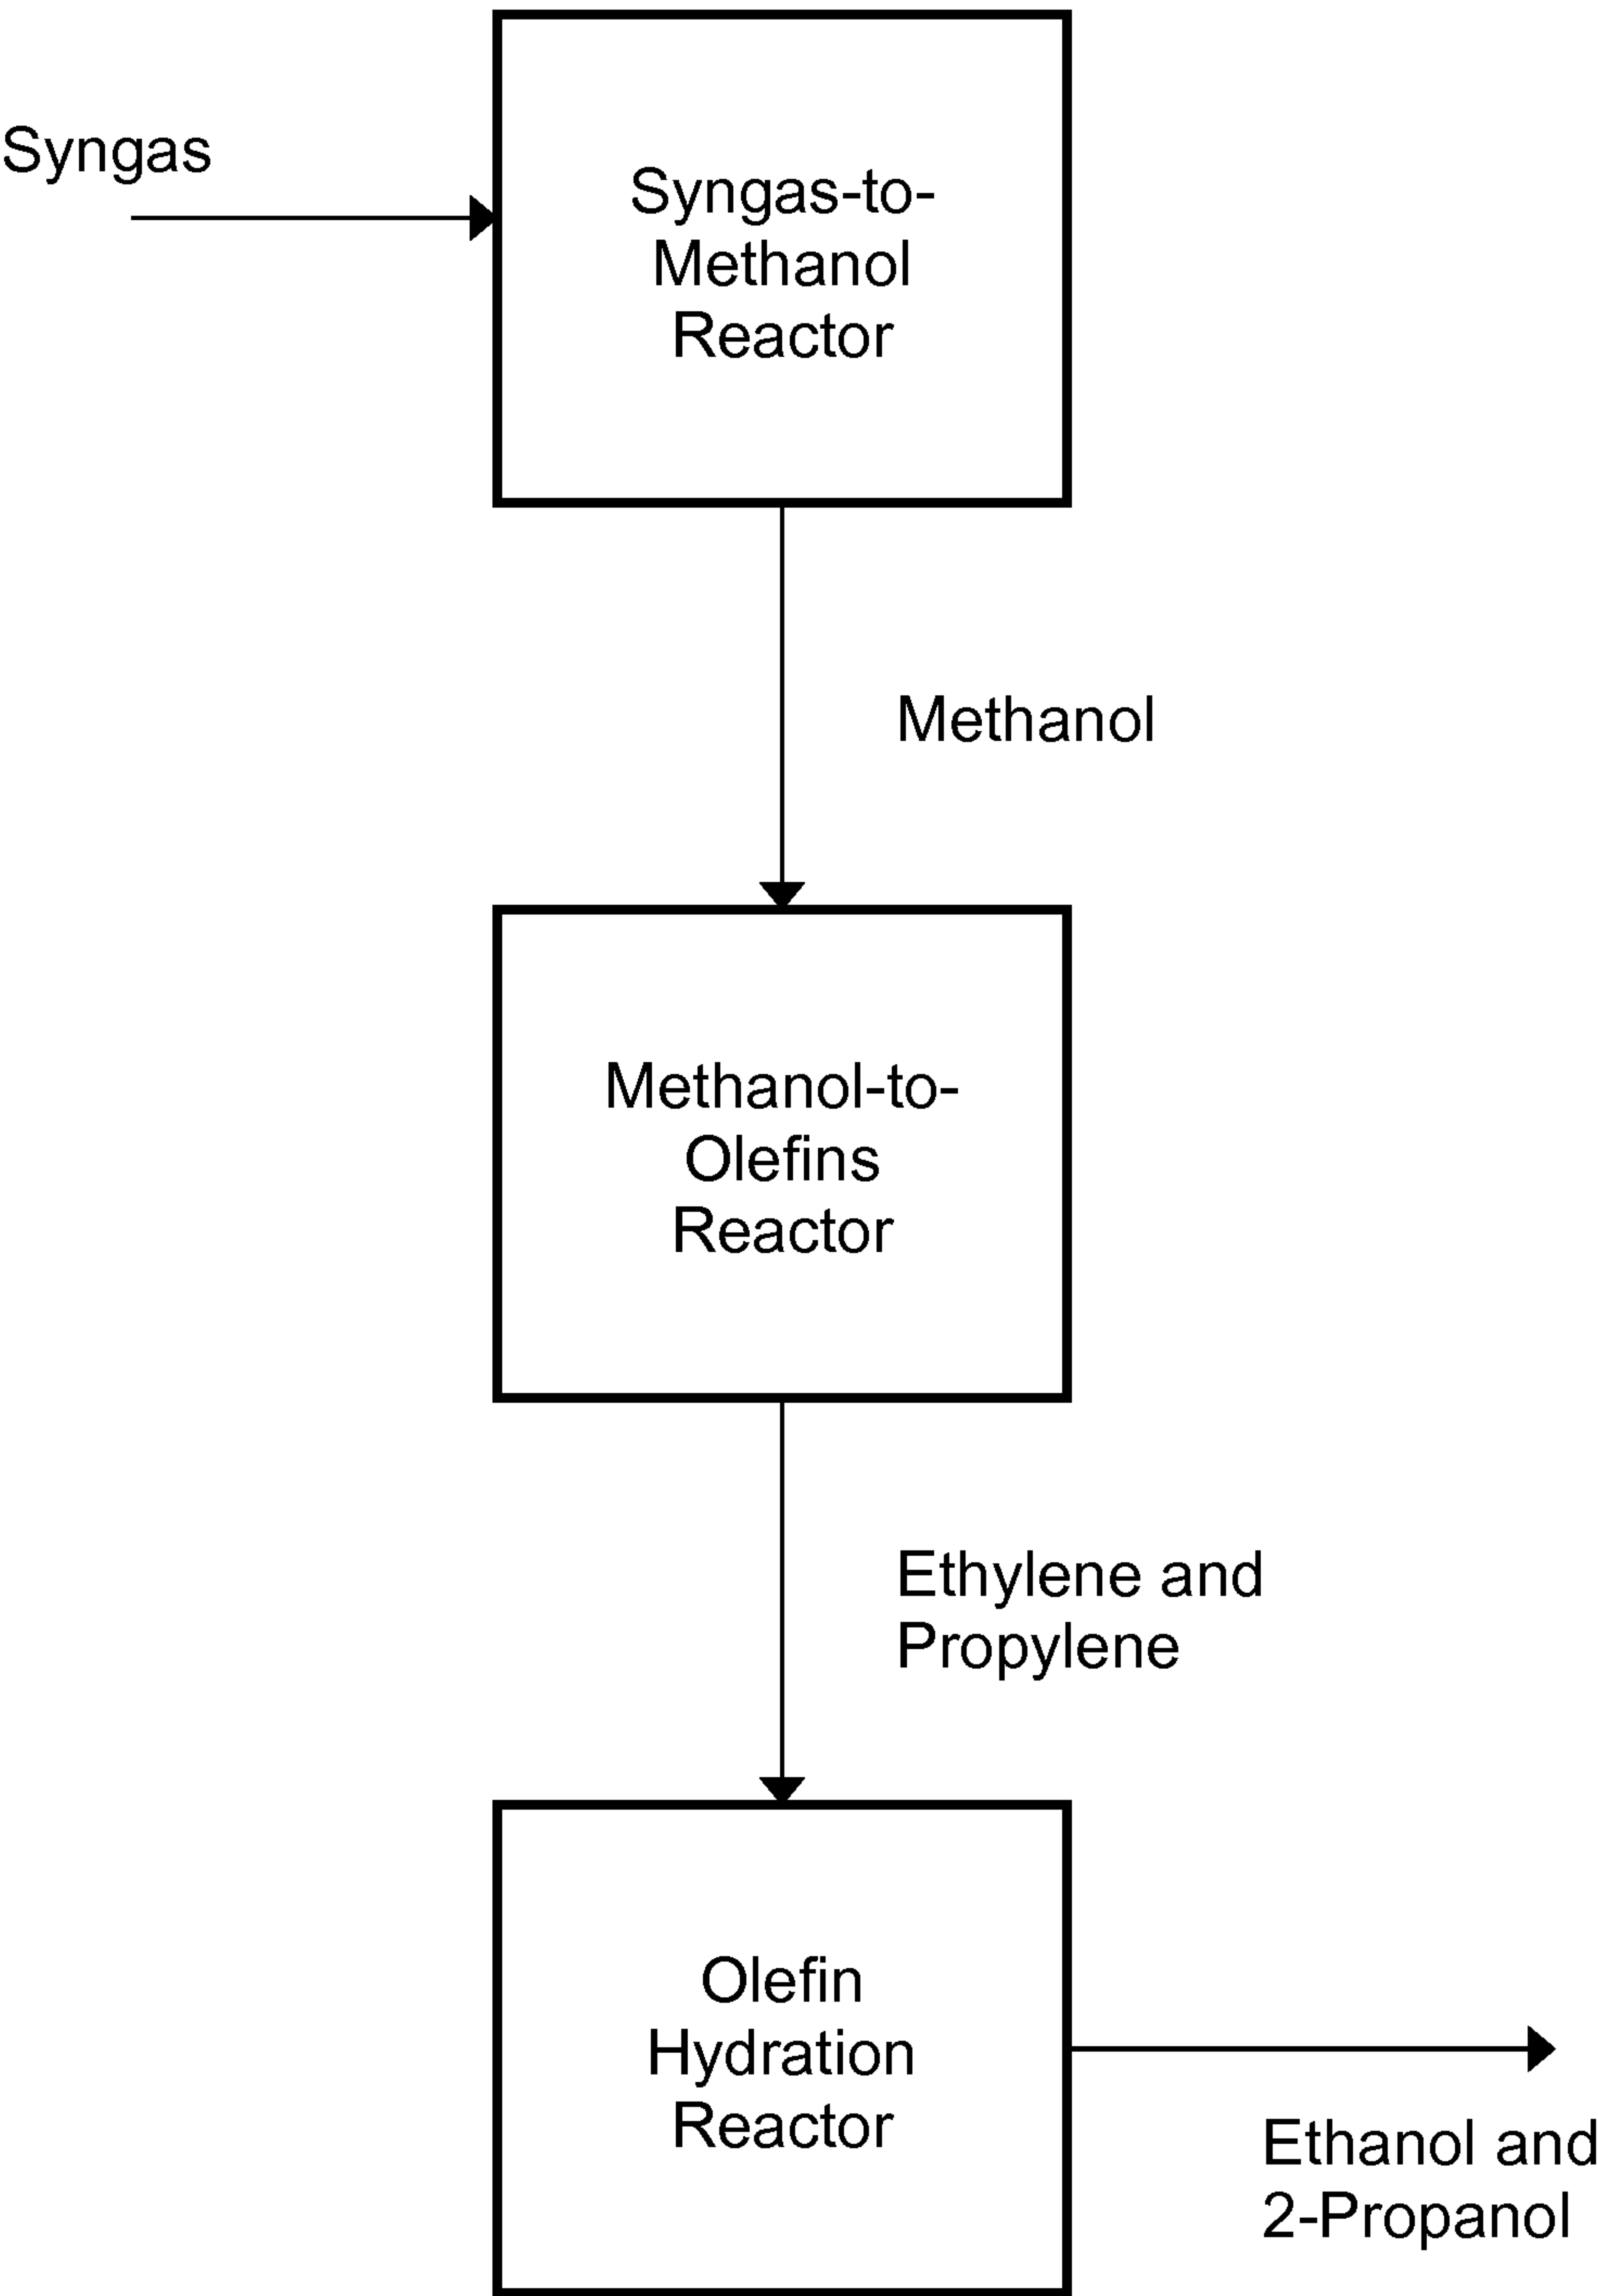 Syngas
Syngas-to-
Methanol
Reactor
Methanol
Methanol-to-
Olefins
Reactor
Ethylene and
Propylene
Olefin
Hydration
Reactor
Ethanol and
2-Propanol